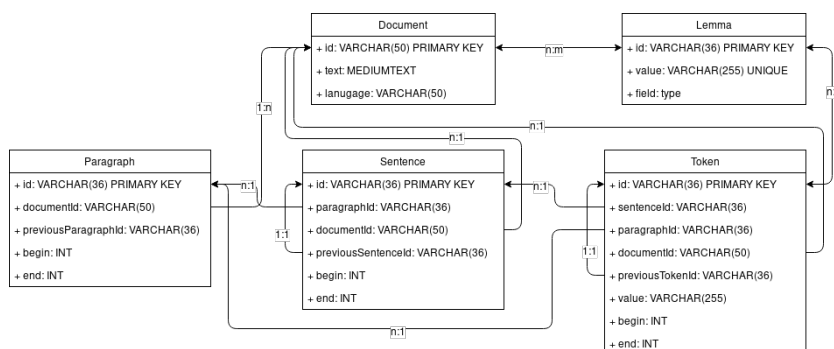 Document
+ id: VARCHAR(50) PRIMARY KEY
+ text: MEDIUMTEXT
+ lanugage: VARCHAR(50)
n:m
Lemma
+ id: VARCHAR(36) PRIMARY KEY
+ value: VARCHAR(255) UNIQUE
+ field: type
n:
1:n
n:1
n:1
Paragraph
+ id: VARCHAR(36) PRIMARY KEY
+ documentId: VARCHAR(50)
+ previousParagraphId: VARCHAR(36)
+ begin: INT
+ end: INT
n:1
Sentence
+ id: VARCHAR(36) PRIMARY KEY
+ paragraphId: VARCHAR(36)
+ documentId: VARCHAR(50)
+ previousSentenceId: VARCHAR(36)
+ begin: INT
+ end: INT
1:1
n:1
Token
+ id: VARCHAR(36) PRIMARY KEY
+ sentenceId: VARCHAR(36)
+ paragraphId: VARCHAR(36)
+ documentId: VARCHAR(50)
+ previousTokenId: VARCHAR(36)
+ value: VARCHAR(255)
+ begin: INT
+ end: INT
1:1
n:1